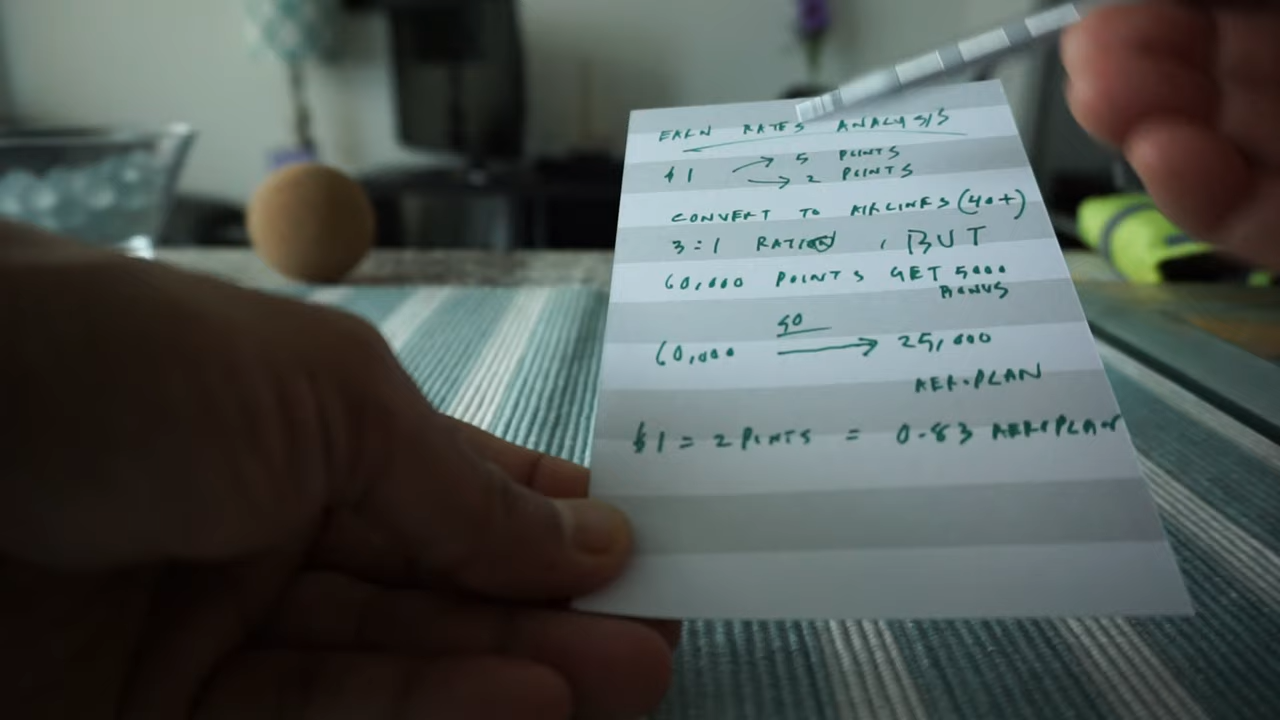 EARN RATES ANALYSIS
$1 → 5 POINTS
→ 2 POINTS
CONVERT TO AIRLINES (40+)
3:1 RATIO, BUT
60,000 POINTS GET 5000
BONUS
SO
60,000 → 25,000
AEROPLAN
$1 = 2 POINTS = 0.83 AEROPLAN